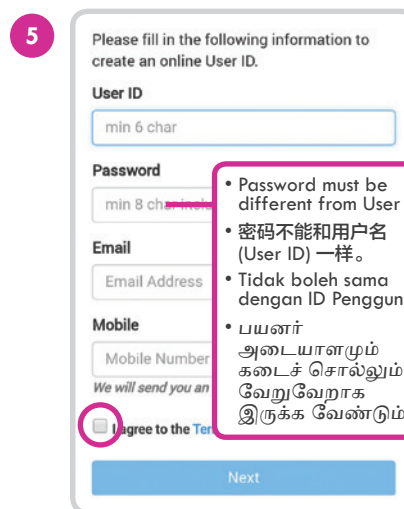 5
Please fill in the following information to
create an online User ID.
User ID
min 6 char
Password
min 8 char
Email
Email Address
Mobile
Mobile Number
We will send you an
I agree to the
Next
• Password must be
different from User
• 密码不能和用户名
(User ID) 一样。
• Tidak boleh sama
dengan ID Penggun
• பயனர்
அடையாளமும்
கடைச் சொல்லும்
வேறுவேறாக
இருக்க வேண்டும்